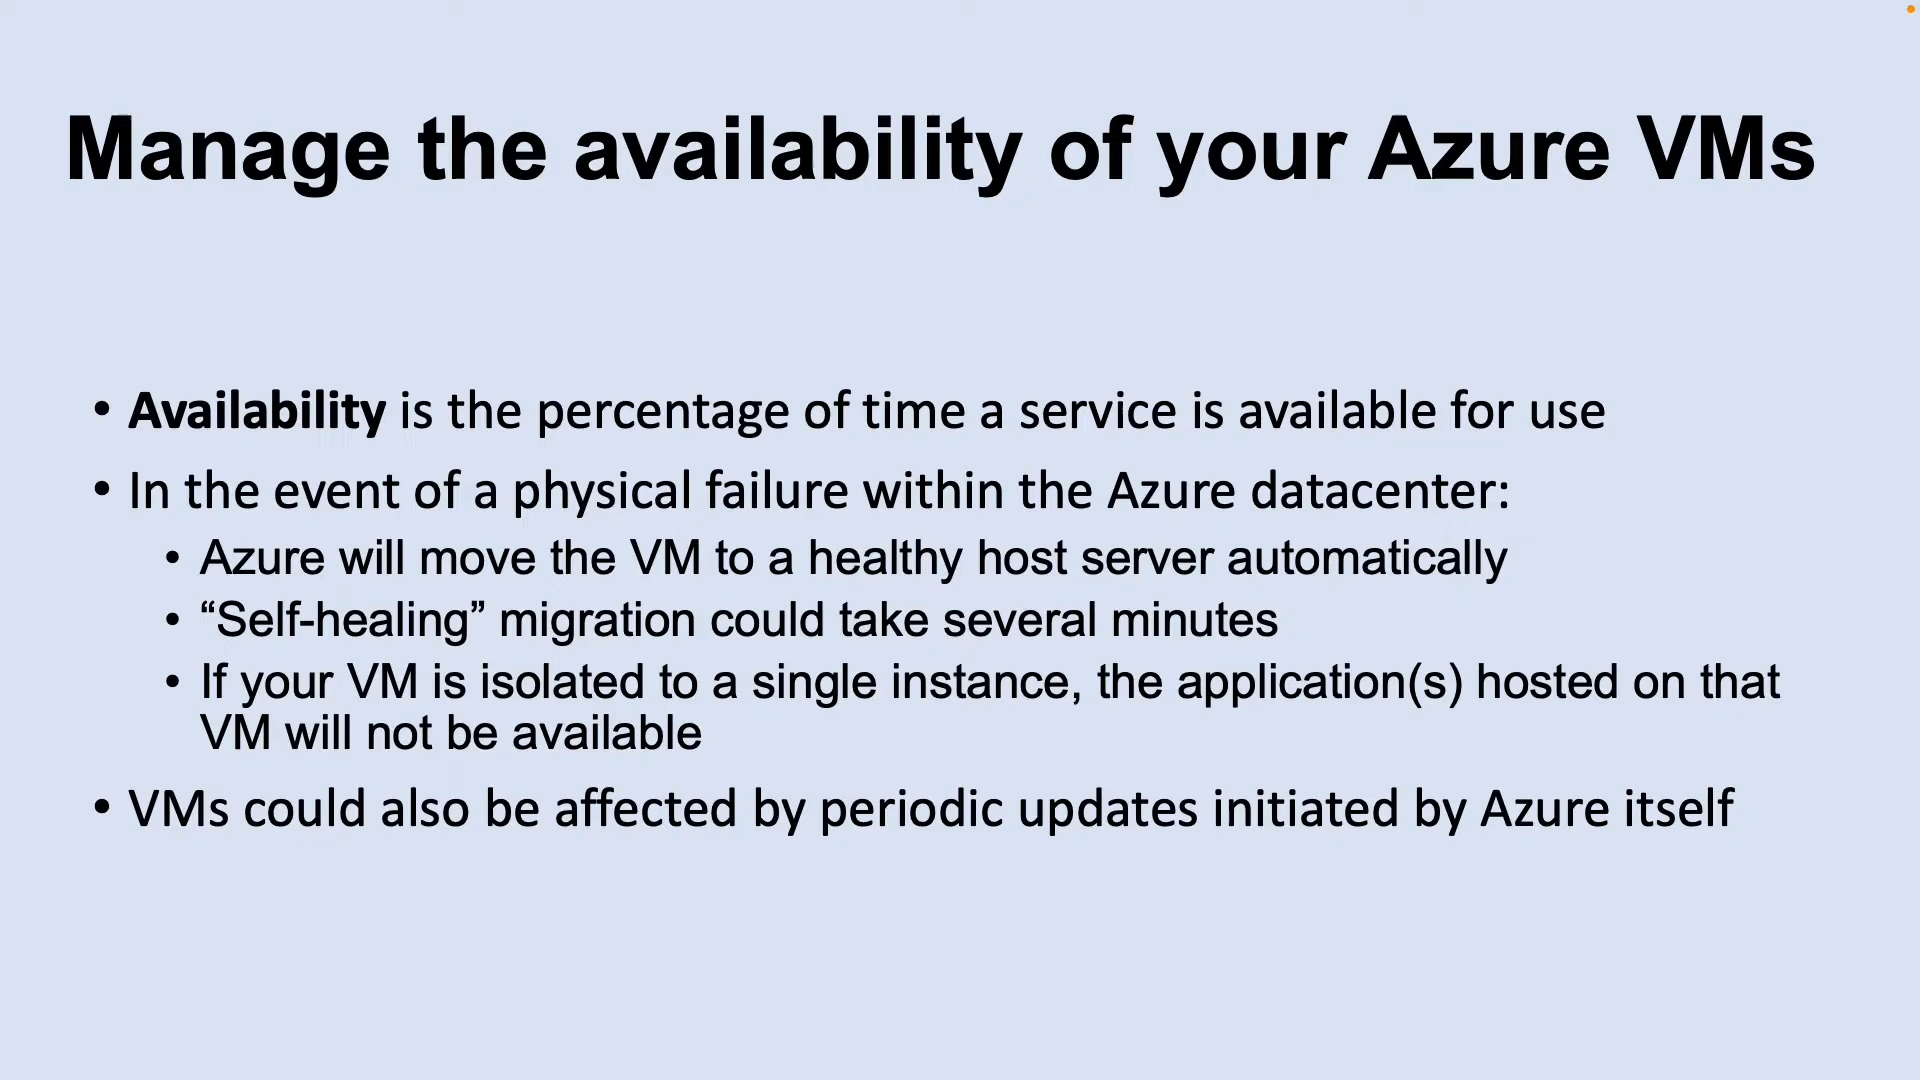 Manage the availability of your Azure VMs
• Availability is the percentage of time a service is available for use
• In the event of a physical failure within the Azure datacenter:
• Azure will move the VM to a healthy host server automatically
• “Self-healing” migration could take several minutes
• If your VM is isolated to a single instance, the application(s) hosted on that
VM will not be available
• VMs could also be affected by periodic updates initiated by Azure itself